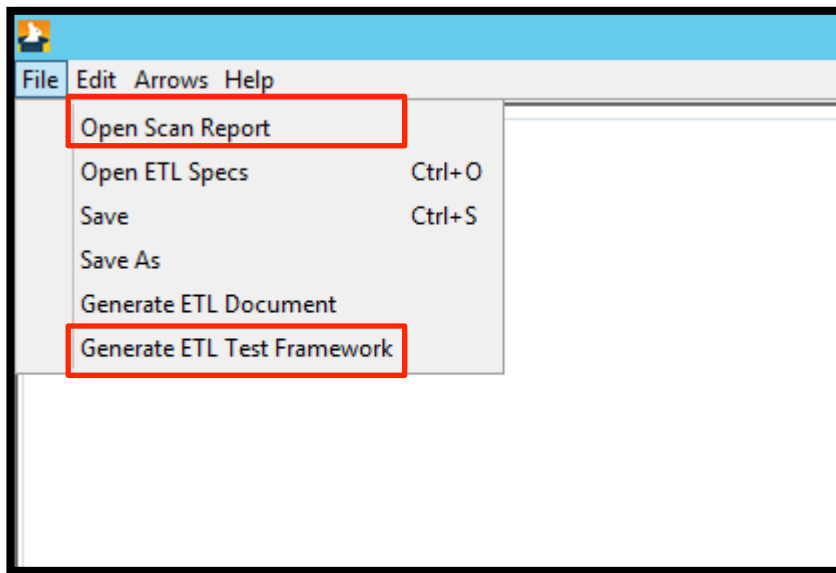 File Edit Arrows Help
Open Scan Report
Open ETL Specs Ctrl+O
Save Ctrl+S
Save As
Generate ETL Document
Generate ETL Test Framework